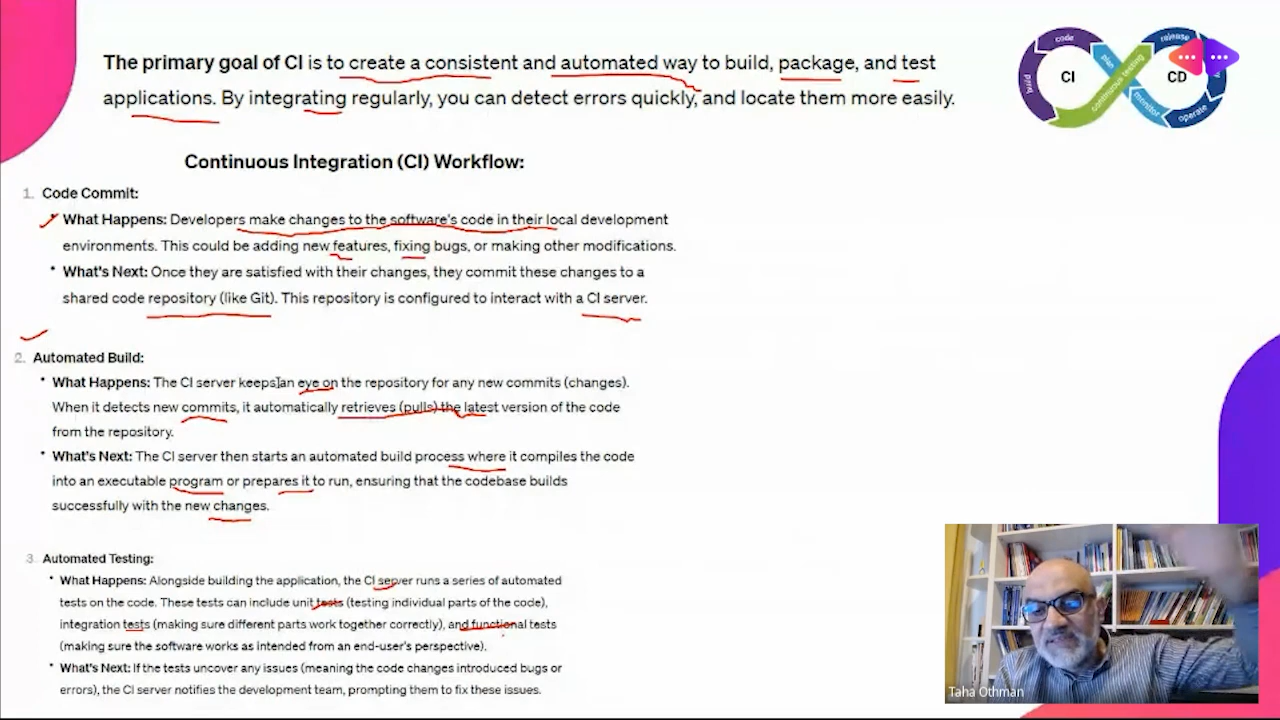 The primary goal of CI is to create a consistent and automated way to build, package, and test
applications. By integrating regularly, you can detect errors quickly, and locate them more easily.
code
build
CI
plan
continuous testing
release
CD
monitor
operate
Continuous Integration (CI) Workflow:
1. Code Commit:
What Happens: Developers make changes to the software's code in their local development
environments. This could be adding new features, fixing bugs, or making other modifications.
• What's Next: Once they are satisfied with their changes, they commit these changes to a
shared code repository (like Git). This repository is configured to interact with a CI server.
2. Automated Build:
• What Happens: The CI server keeps an eye on the repository for any new commits (changes).
When it detects new commits, it automatically retrieves (pulls) the latest version of the code
from the repository.
• What's Next: The CI server then starts an automated build process where it compiles the code
into an executable program or prepares it to run, ensuring that the codebase builds
successfully with the new changes.
3. Automated Testing:
• What Happens: Alongside building the application, the CI server runs a series of automated
tests on the code. These tests can include unit tests (testing individual parts of the code),
integration tests (making sure different parts work together correctly), and functional tests
(making sure the software works as intended from an end-user's perspective).
• What's Next: If the tests uncover any issues (meaning the code changes introduced bugs or
errors), the CI server notifies the development team, prompting them to fix these issues.
Taha Othman